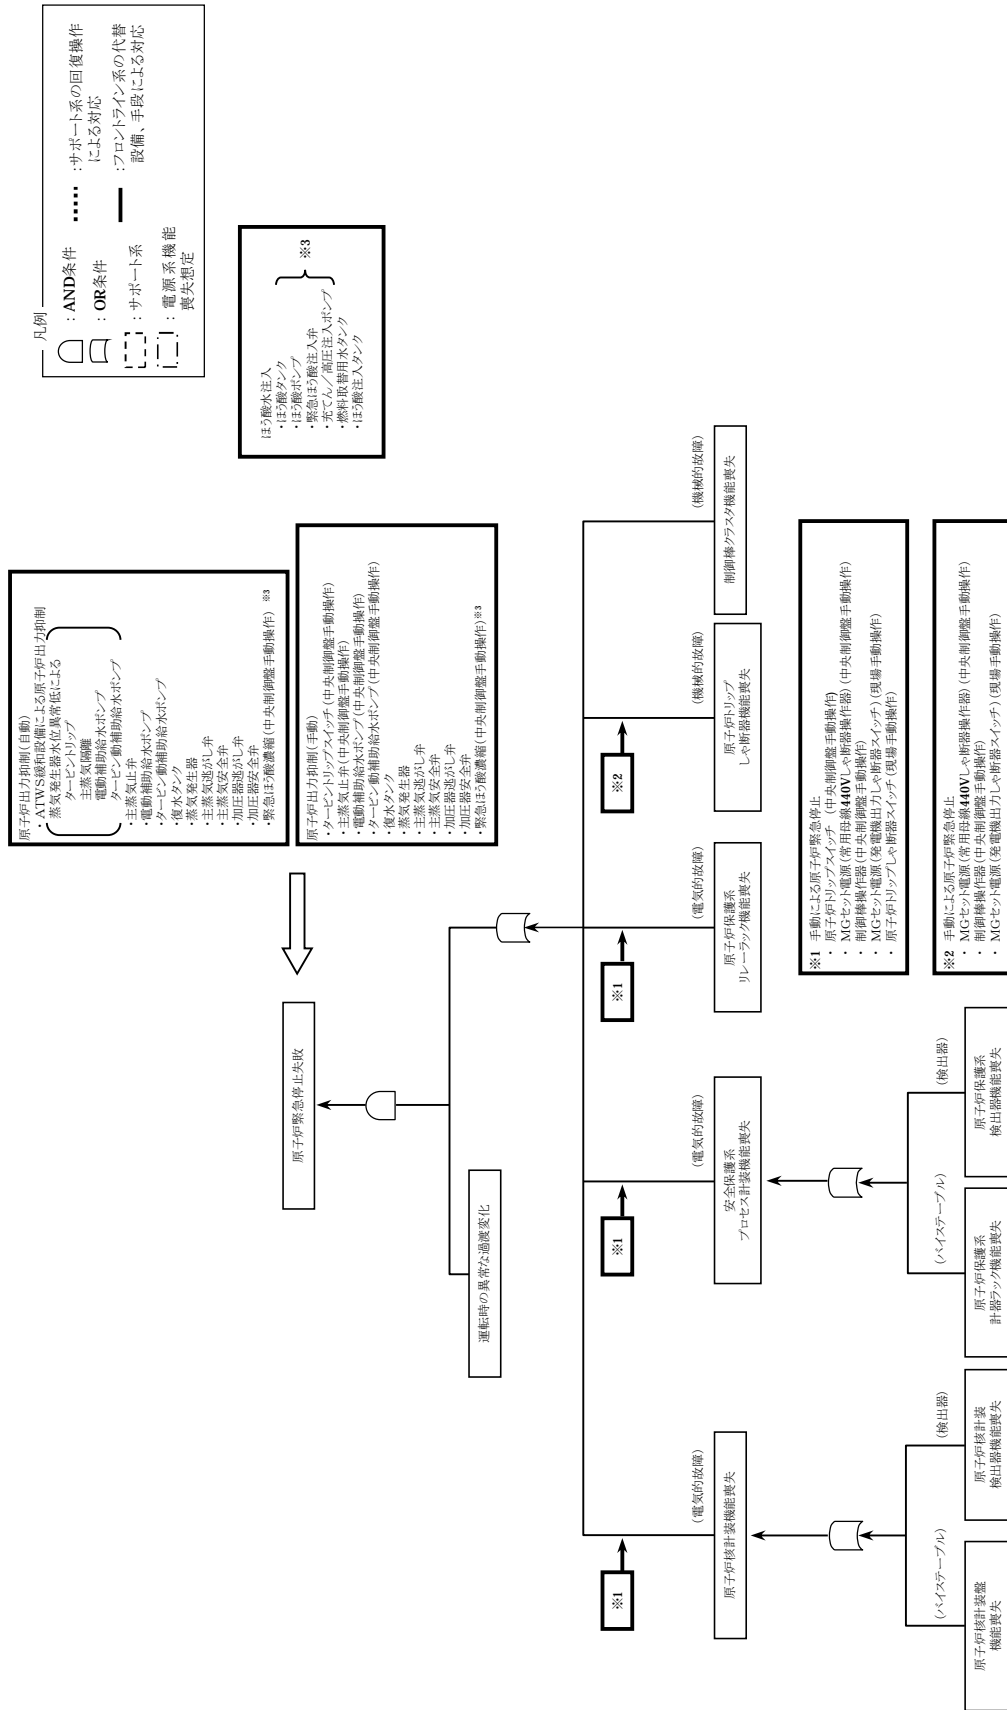 凡例
：AND条件
：OR条件
：サポート系
：電源系機能
喪失想定
：サポート系の回復操作
による対応
：フロントライン系の代替
設備、手段による対応
原子炉出力抑制(自動)
・ATWS緩和設備による原子炉出力抑制
蒸気発生器水位異常低による
タービントリップ
主蒸気隔離
電動補助給水ポンプ
タービン動補助給水ポンプ
・主蒸気止弁
・電動補助給水ポンプ
・タービン動補助給水ポンプ
・復水タンク
・蒸気発生器
・主蒸気逃がし弁
・主蒸気安全弁
・加圧器逃がし弁
・加圧器安全弁
・緊急ほう酸濃縮(中央制御盤手動操作) ※3
原子炉出力抑制(手動)
・タービントリップスイッチ(中央制御盤手動操作)
・主蒸気止弁(中央制御盤手動操作)
・電動補助給水ポンプ(中央制御盤手動操作)
・タービン動補助給水ポンプ(中央制御盤手動操作)
・復水タンク
・蒸気発生器
・主蒸気逃がし弁
・主蒸気安全弁
・加圧器逃がし弁
・加圧器安全弁
・緊急ほう酸濃縮(中央制御盤手動操作)※3
ほう酸水注入
・ほう酸タンク
・ほう酸ポンプ
・緊急ほう酸注入弁
・充てん／高圧注入ポンプ
・燃料取替用水タンク
・ほう酸注入タンク
※3
原子炉緊急停止失敗
運転時の異常な過渡変化
※1
(電気的故障)
原子炉核計装機能喪失
※1
(電気的故障)
安全保護系
プロセス計装機能喪失
※1
(電気的故障)
原子炉保護系
リレーラック機能喪失
※2
(機械的故障)
原子炉トリップ
しゃ断器機能喪失
(機械的故障)
制御棒クラスタ機能喪失
(バイステーブル)
原子炉核計装盤
機能喪失
(検出器)
原子炉核計装
検出器機能喪失
(バイステーブル)
原子炉保護系
計器ラック機能喪失
(検出器)
原子炉保護系
検出器機能喪失
※1 手動による原子炉緊急停止
・ 原子炉トリップスイッチ (中央制御盤手動操作)
・ MGセット電源(常用母線440Vしゃ断器操作器)(中央制御盤手動操作)
・ 制御棒操作器(中央制御盤手動操作)
・ MGセット電源(発電機出力しゃ断器スイッチ)(現場手動操作)
・ 原子炉トリップしゃ断器スイッチ(現場手動操作)
※2 手動による原子炉緊急停止
・ MGセット電源(常用母線440Vしゃ断器操作器)(中央制御盤手動操作)
・ 制御棒操作器(中央制御盤手動操作)
・ MGセット電源(発電機出力しゃ断器スイッチ)(現場手動操作)